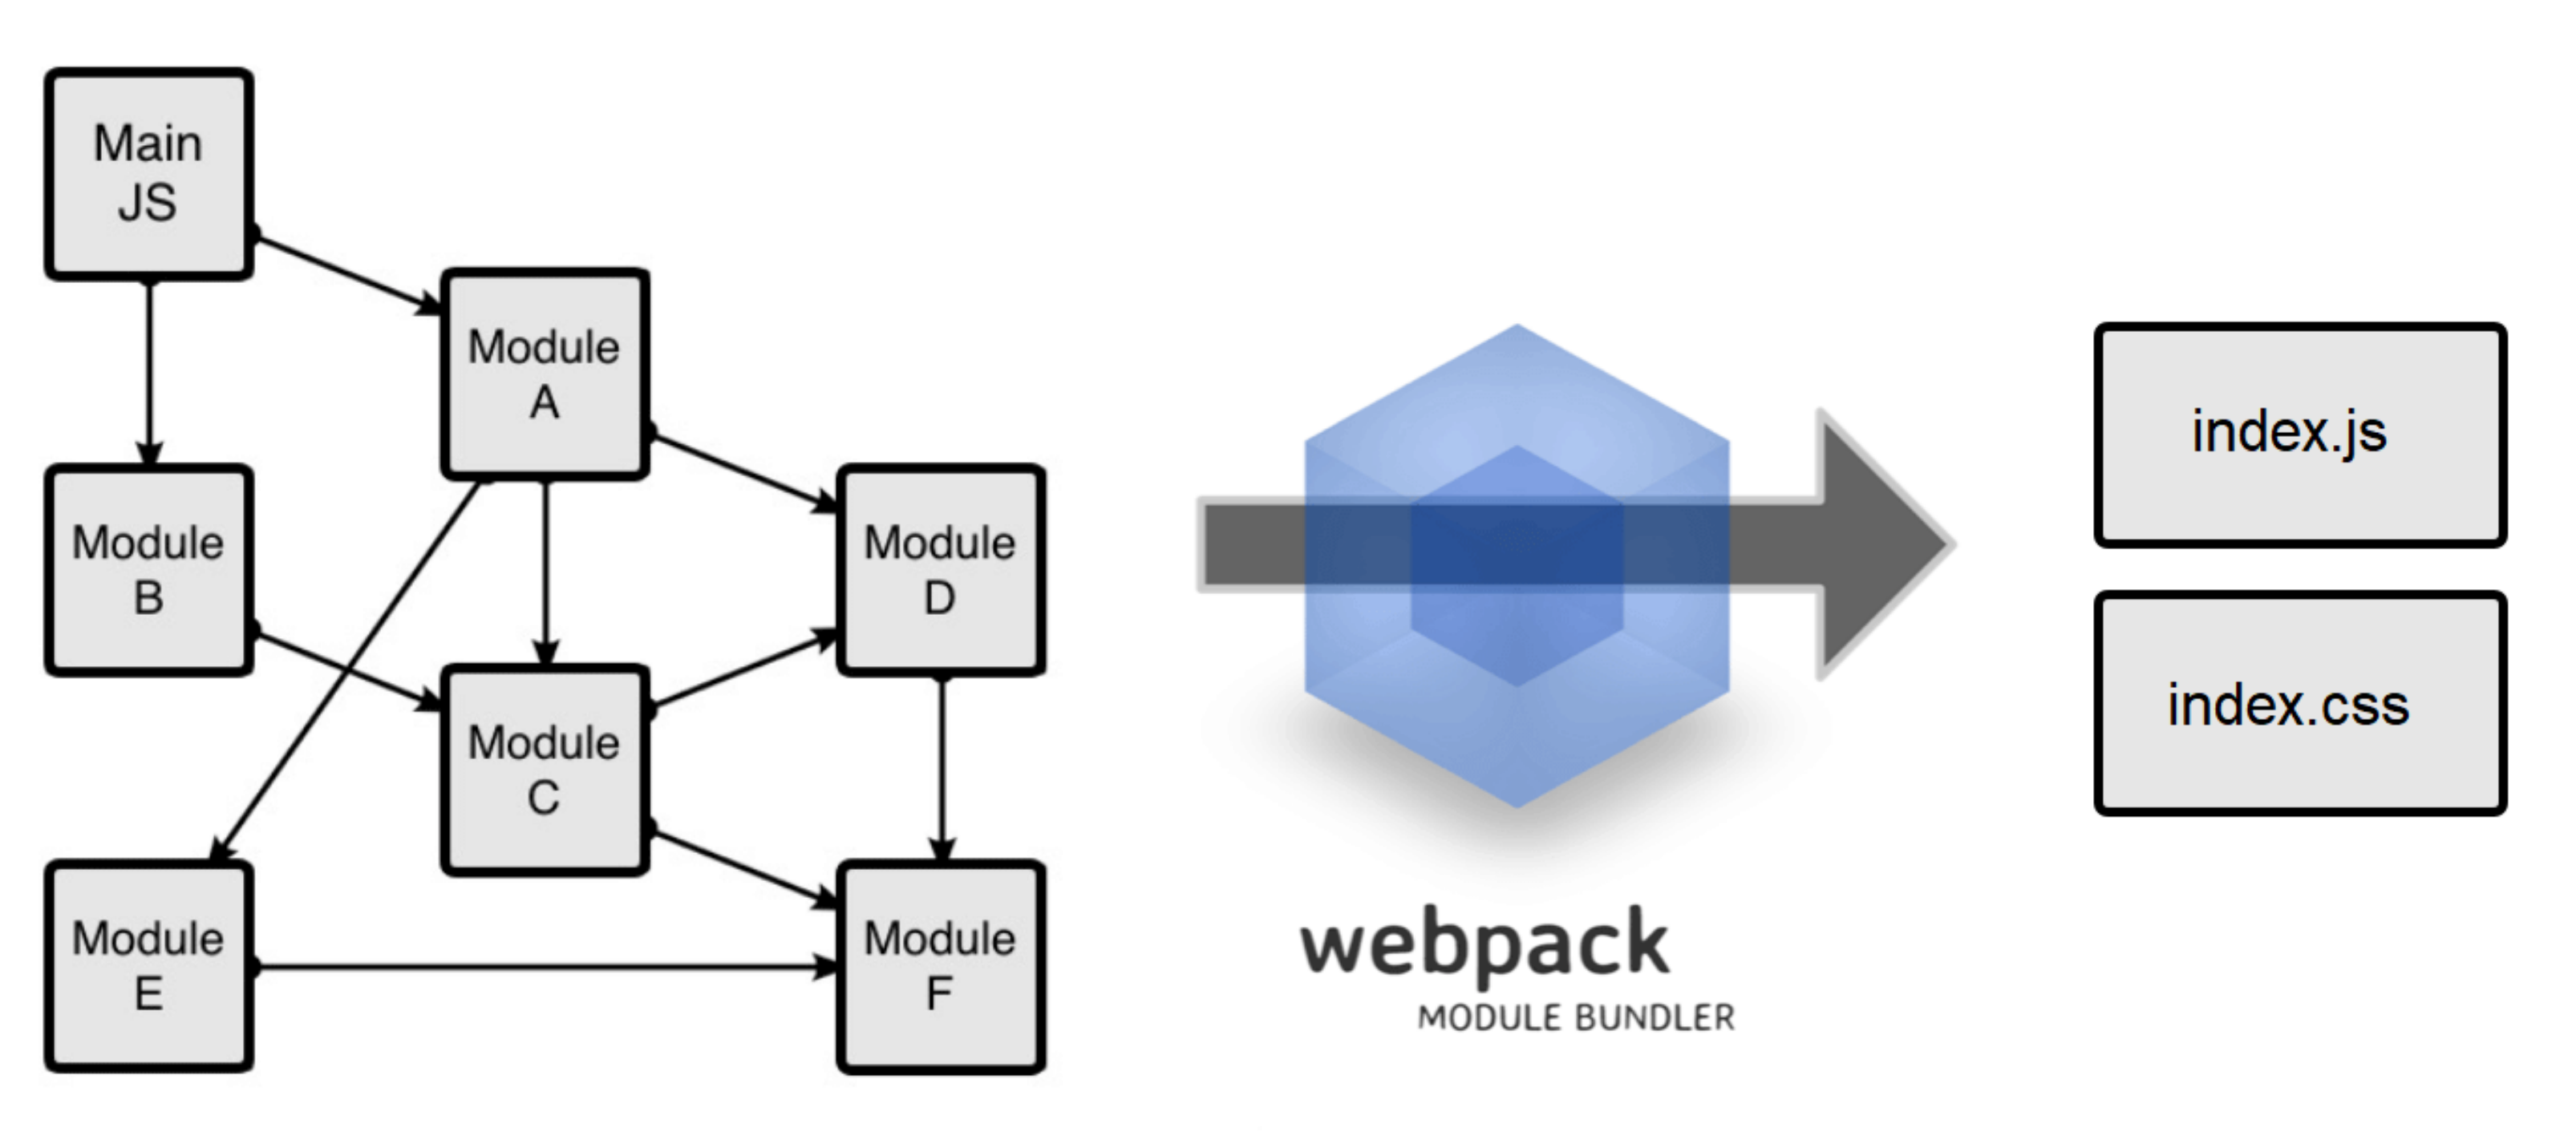 Main
JS
Module
A
Module
B
Module
D
Module
C
Module
E
Module
F
webpack
MODULE BUNDLER
index.js
index.css